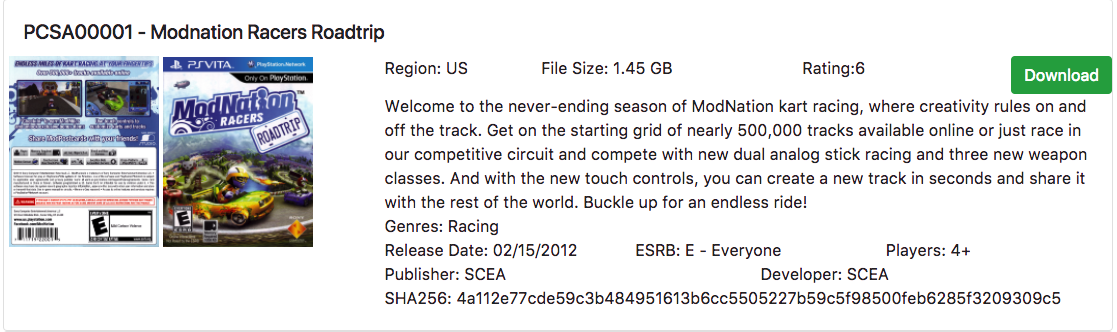 PCSA00001 - Modnation Racers Roadtrip
ENDLESS MILES OF KART RACING AT YOUR FINGERTIPS
Share ModPostcards with your friends
PSVITA PlayStation Network
Only On PlayStation
ModNation
RACERS
ROADTRIP
EVERYONE
E
Region: US File Size: 1.45 GB Rating:6
Download
Welcome to the never-ending season of ModNation kart racing, where creativity rules on and
off the track. Get on the starting grid of nearly 500,000 tracks available online or just race in
our competitive circuit and compete with new dual analog stick racing and three new weapon
classes. And with the new touch controls, you can create a new track in seconds and share it
with the rest of the world. Buckle up for an endless ride!
Genres: Racing
Release Date: 02/15/2012 ESRB: E - Everyone Players: 4+
Publisher: SCEA Developer: SCEA
SHA256: 4a112e77cde59c3b484951613b6cc5505227b59c5f98500feb6285f3209309c5